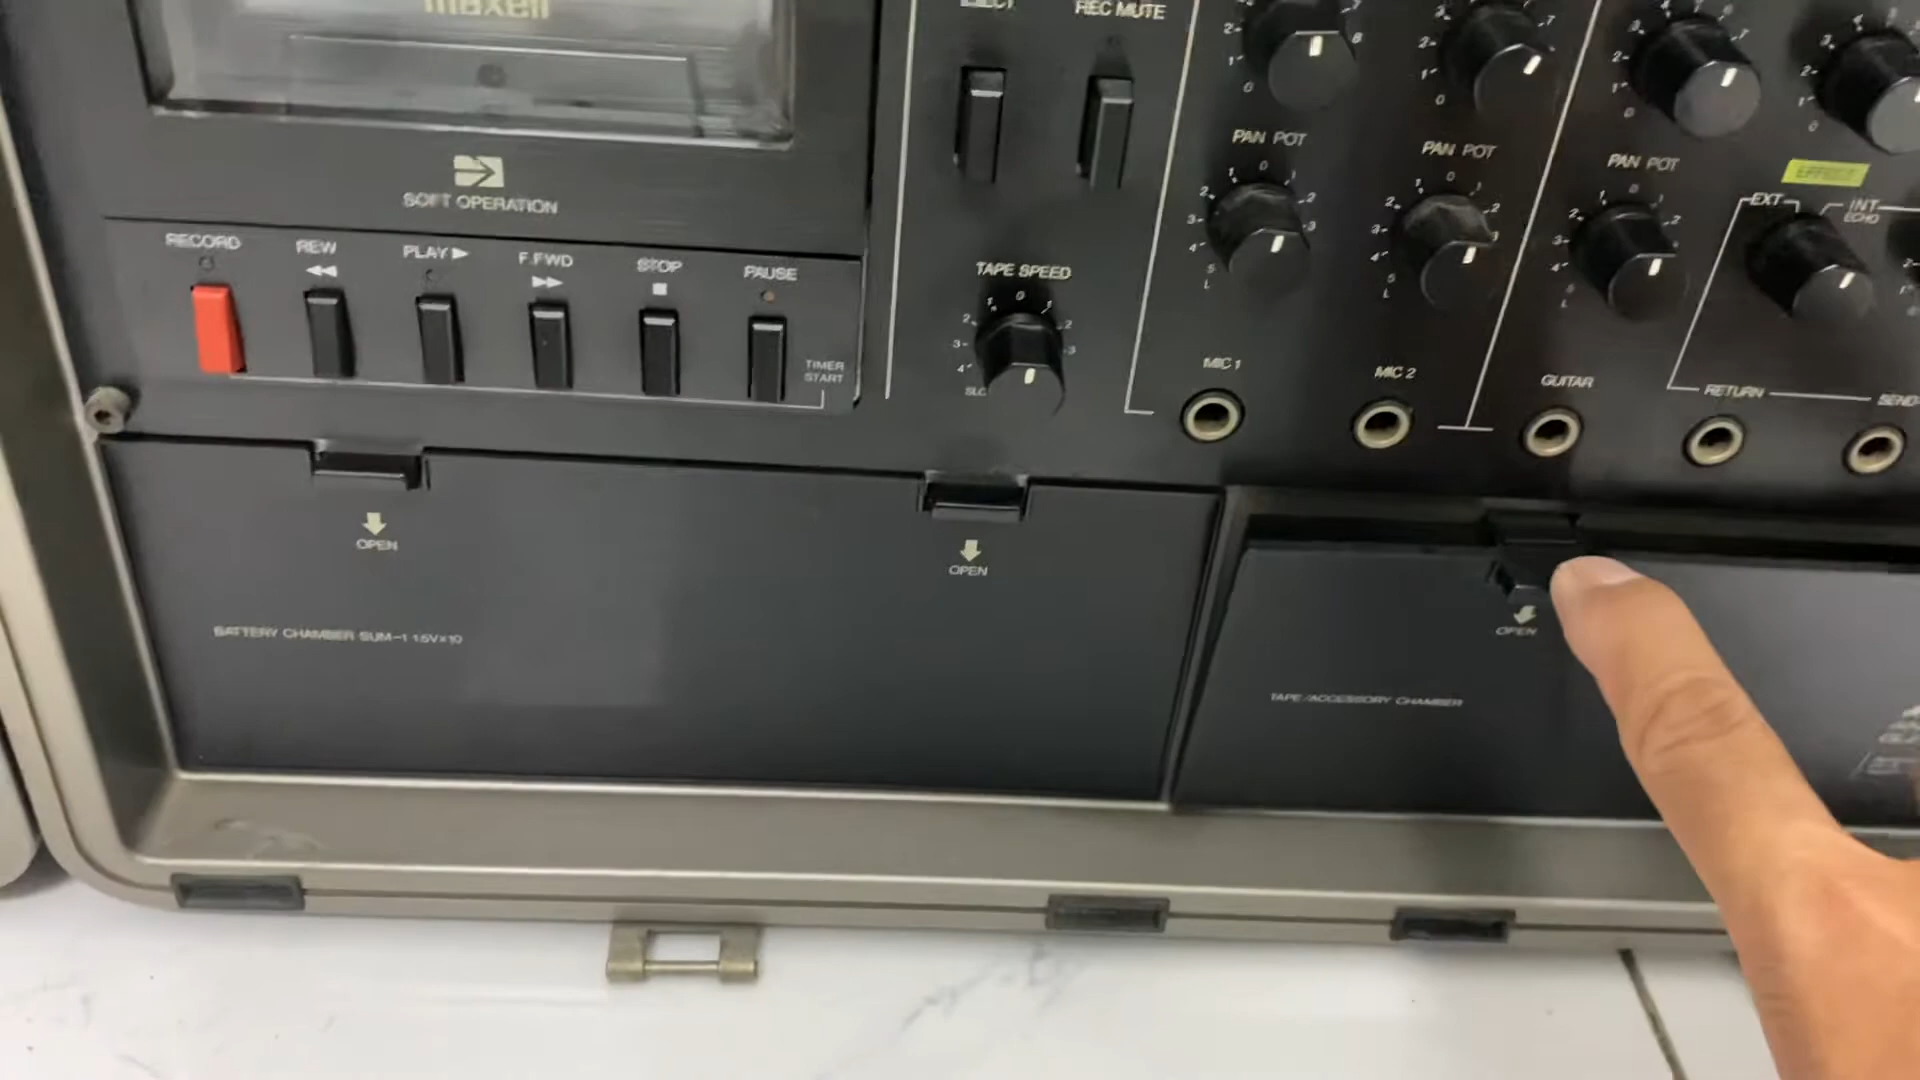 maxell
EJECT
REC MUTE
SOFT OPERATION
RECORD
REW
PLAY
F.FWD
STOP
PAUSE
TIMER
START
TAPE SPEED
PAN POT
PAN POT
PAN POT
EFFECT
EXT
INT
ECHO
MIC 1
MIC 2
GUITAR
RETURN
SEND
OPEN
OPEN
OPEN
BATTERY CHAMBER SUM-1 1.5V×10
TAPE/ACCESSORY CHAMBER